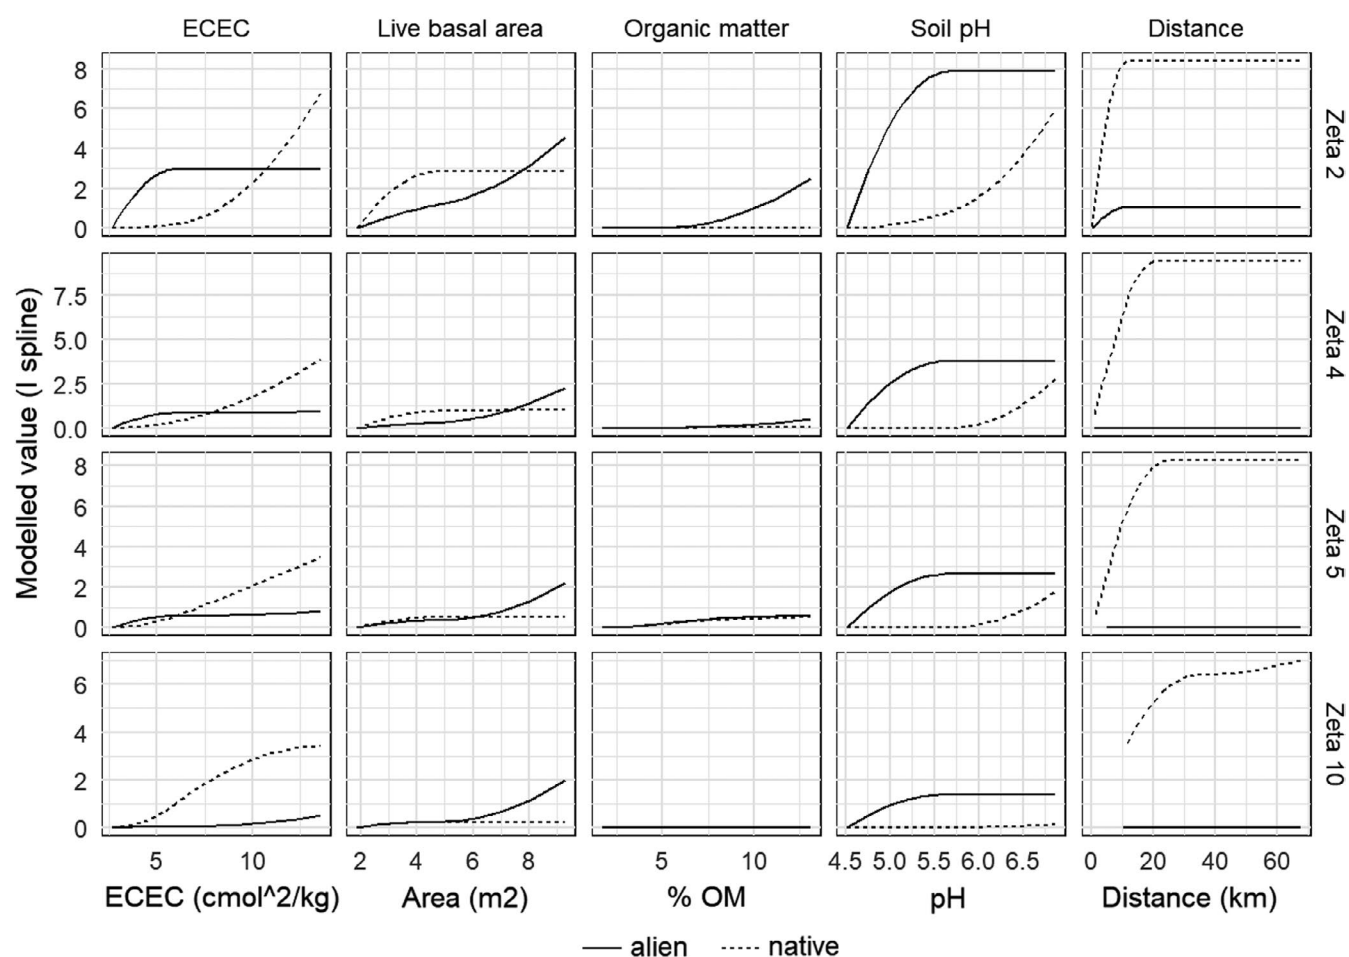 ECEC Live basal area Organic matter Soil pH Distance
8
6
4
2
0
Zeta 2
7.5
5.0
2.5
0.0
Zeta 4
8
6
4
2
0
Zeta 5
6
4
2
0
Zeta 10
Modelled value (I spline)
5 10 2 4 6 8 5 10 4.5 5.0 5.5 6.0 6.5 0 20 40 60
ECEC (cmol^2/kg) Area (m2) % OM pH Distance (km)
alien native